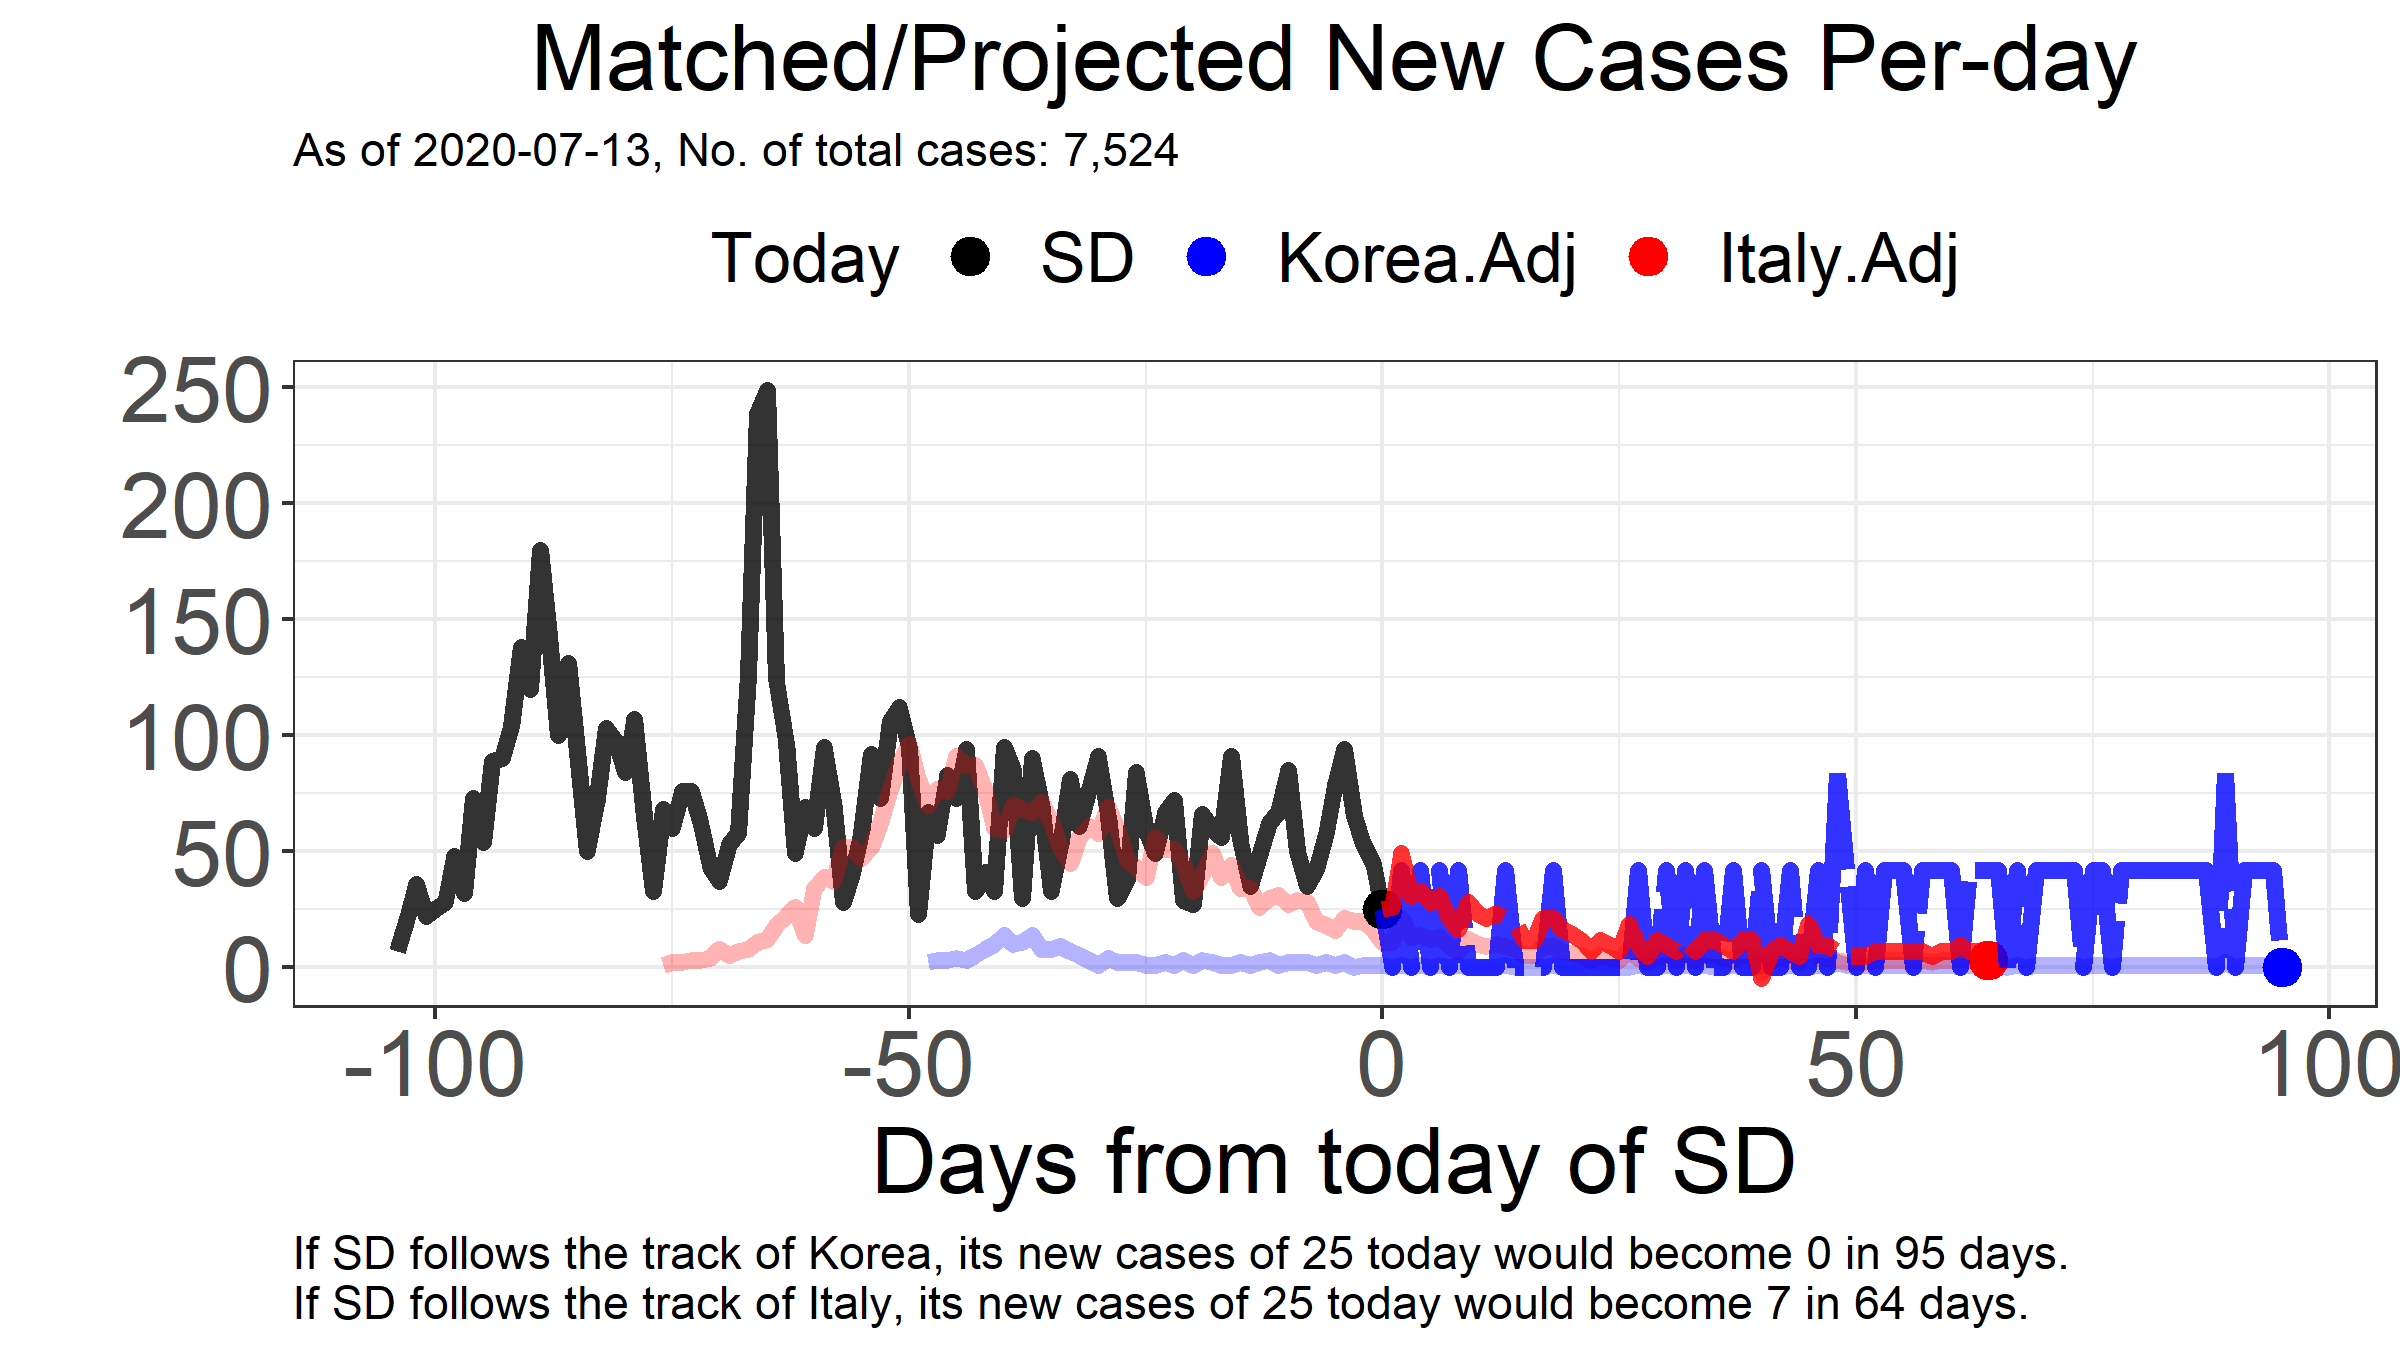 Matched/Projected New Cases Per-day
As of 2020-07-13, No. of total cases: 7,524
Today SD Korea.Adj Italy.Adj
250
200
150
100
50
0
-100 -50 0 50 100
Days from today of SD
If SD follows the track of Korea, its new cases of 25 today would become 0 in 95 days.
If SD follows the track of Italy, its new cases of 25 today would become 7 in 64 days.